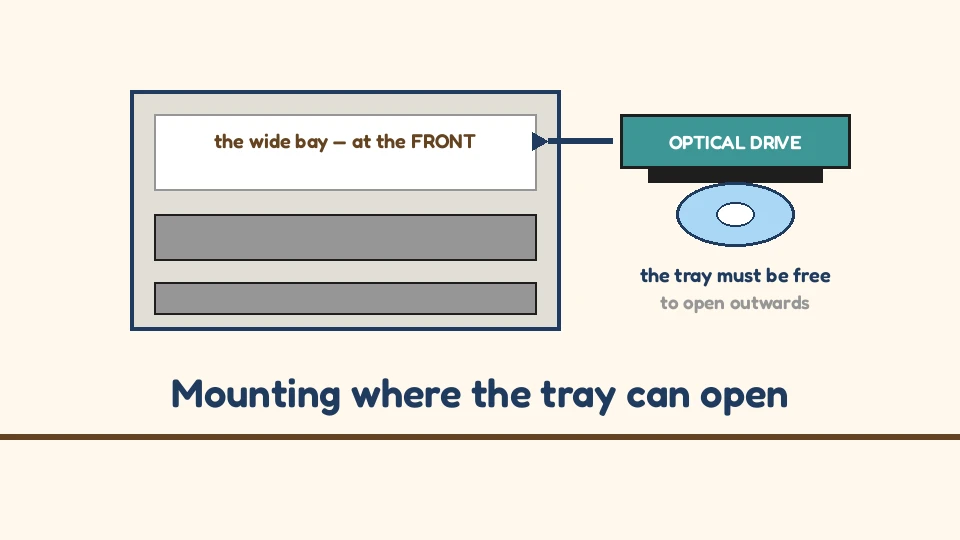 the wide bay — at the FRONT
OPTICAL DRIVE
the tray must be free
to open outwards
Mounting where the tray can open